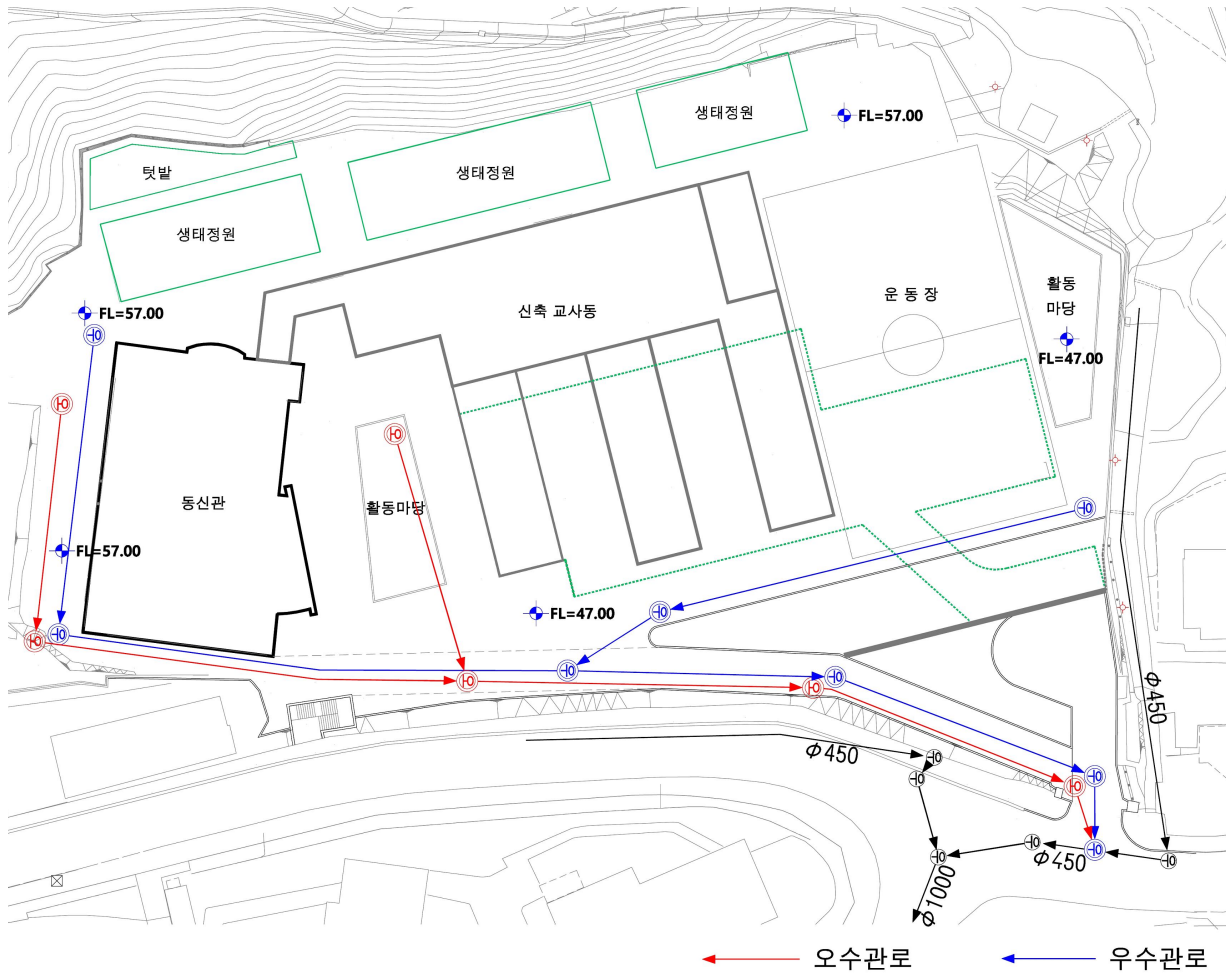 생태정원
FL=57.00
텃밭
생태정원
생태정원
활동
마당
신축 교사동
운 동 장
FL=57.00
FL=47.00
동신관
활동마당
FL=57.00
FL=47.00
Φ450
Φ450
Φ450
Φ1000
오수관로
우수관로